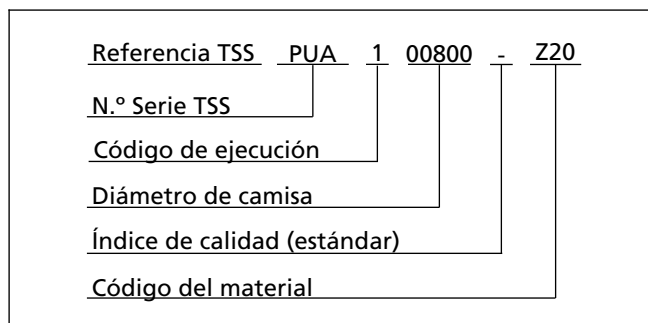 Referencia TSS PUA 1 00800 - Z20
N.º Serie TSS
Código de ejecución
Diámetro de camisa
Índice de calidad (estándar)
Código del material